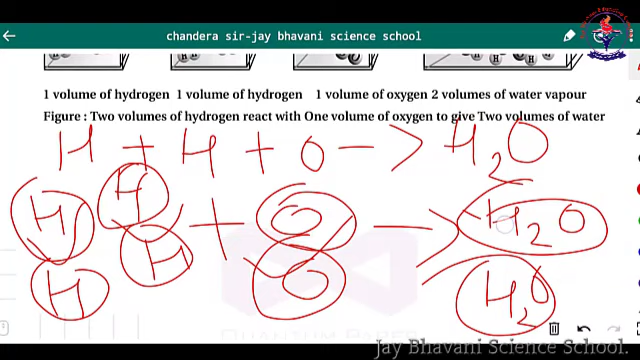 chandera sir-jay bhavani science school
1 volume of hydrogen 1 volume of hydrogen 1 volume of oxygen 2 volumes of water vapour
Figure : Two volumes of hydrogen react with One volume of oxygen to give Two volumes of water
H + H + O —> H2O
H H + O —> H2O
H H O H2O
Jay Bhavani Science School.